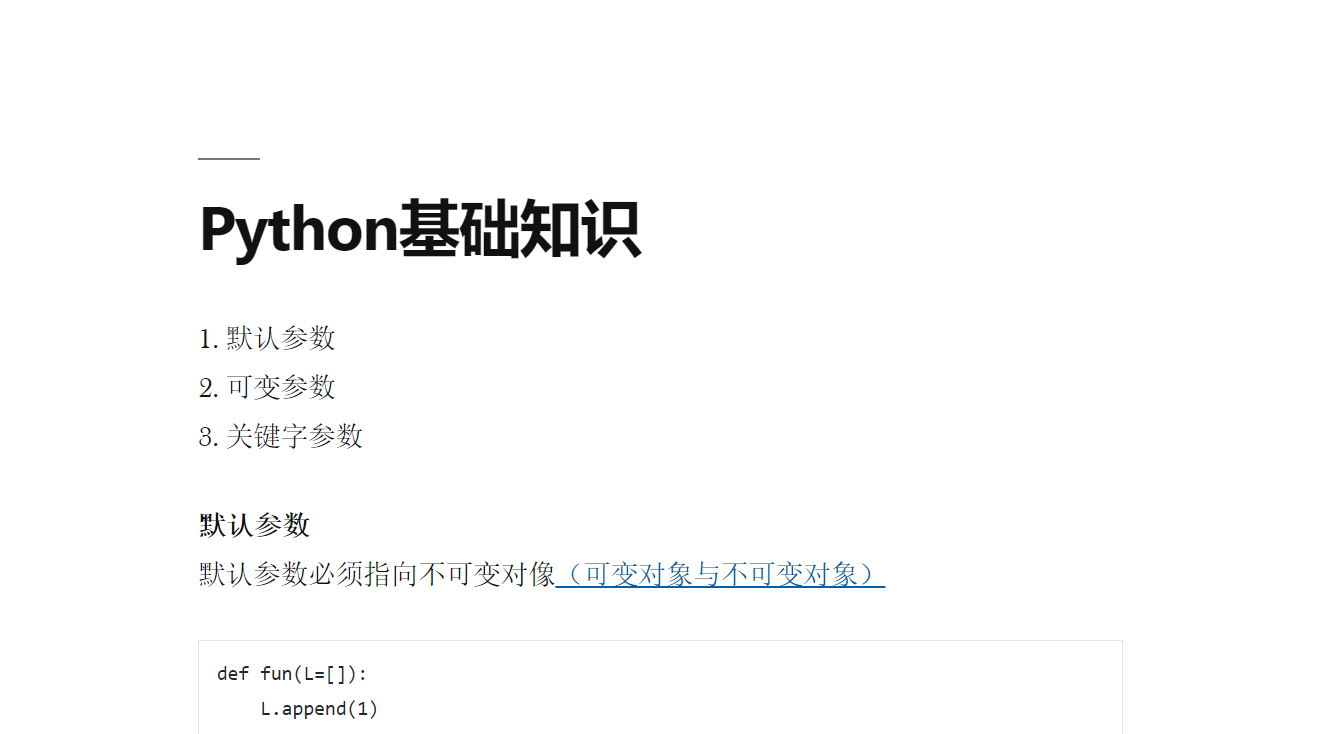 Python基础知识
1. 默认参数
2. 可变参数
3. 关键字参数
默认参数
默认参数必须指向不可变对像（可变对象与不可变对象）
def fun(L=[]):
    L.append(1)